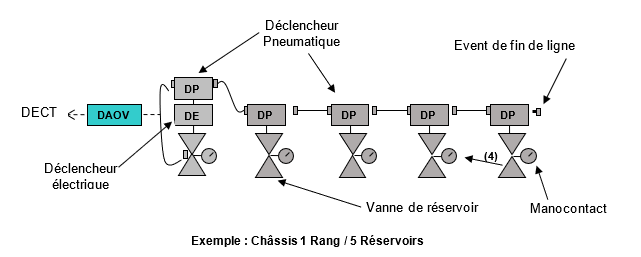 Déclencheur
Pneumatique
Event de fin de ligne
DP
DECT
DAOV
DE
DP
DP
DP
DP
(4)
Déclencheur
électrique
Vanne de réservoir
Manocontact
Exemple : Châssis 1 Rang / 5 Réservoirs